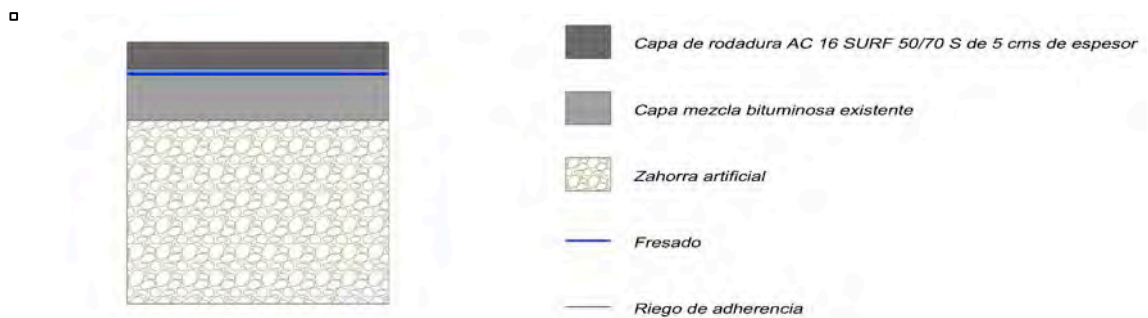 Capa de rodadura AC 16 SURF 50/70 S de 5 cms de espesor
Capa mezcla bituminosa existente
Zahorra artificial
Fresado
Riego de adherencia